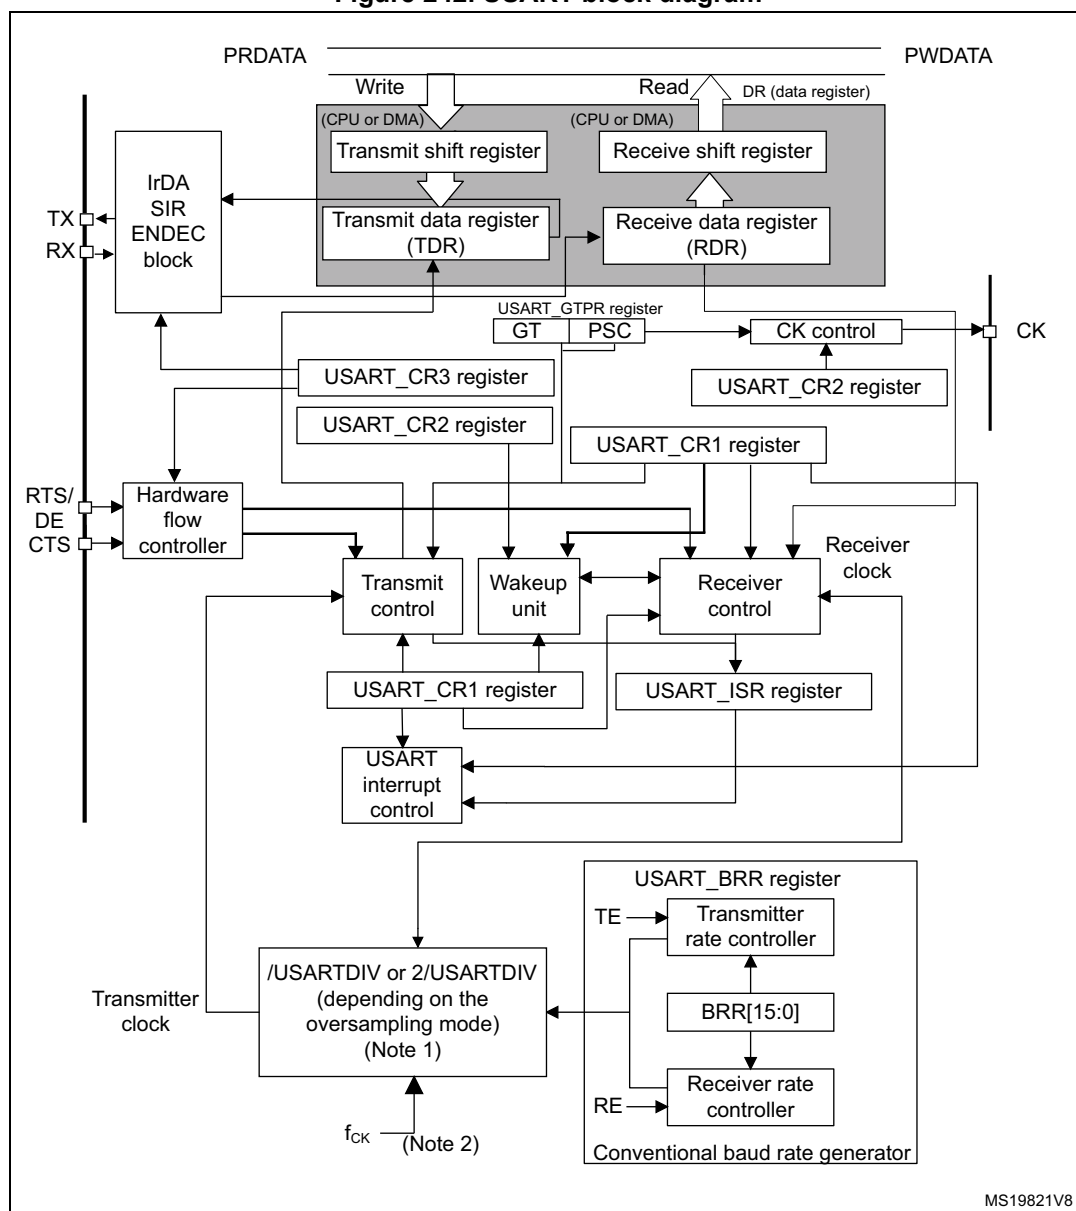 PRDATA
PWDATA
Write
Read
DR (data register)
(CPU or DMA)
(CPU or DMA)
Transmit shift register
Receive shift register
IrDA
SIR
ENDEC
block
TX
RX
Transmit data register
(TDR)
Receive data register
(RDR)
USART_GTPR register
GT
PSC
CK control
CK
USART_CR3 register
USART_CR2 register
USART_CR2 register
USART_CR1 register
RTS/
DE
CTS
Hardware
flow
controller
Transmit
control
Wakeup
unit
Receiver
control
Receiver
clock
USART_CR1 register
USART_ISR register
USART
interrupt
control
USART_BRR register
TE
Transmitter
rate controller
Transmitter
clock
/USARTDIV or 2/USARTDIV
(depending on the
oversampling mode)
(Note 1)
BRR[15:0]
RE
Receiver rate
controller
fCK
(Note 2)
Conventional baud rate generator
MS19821V8